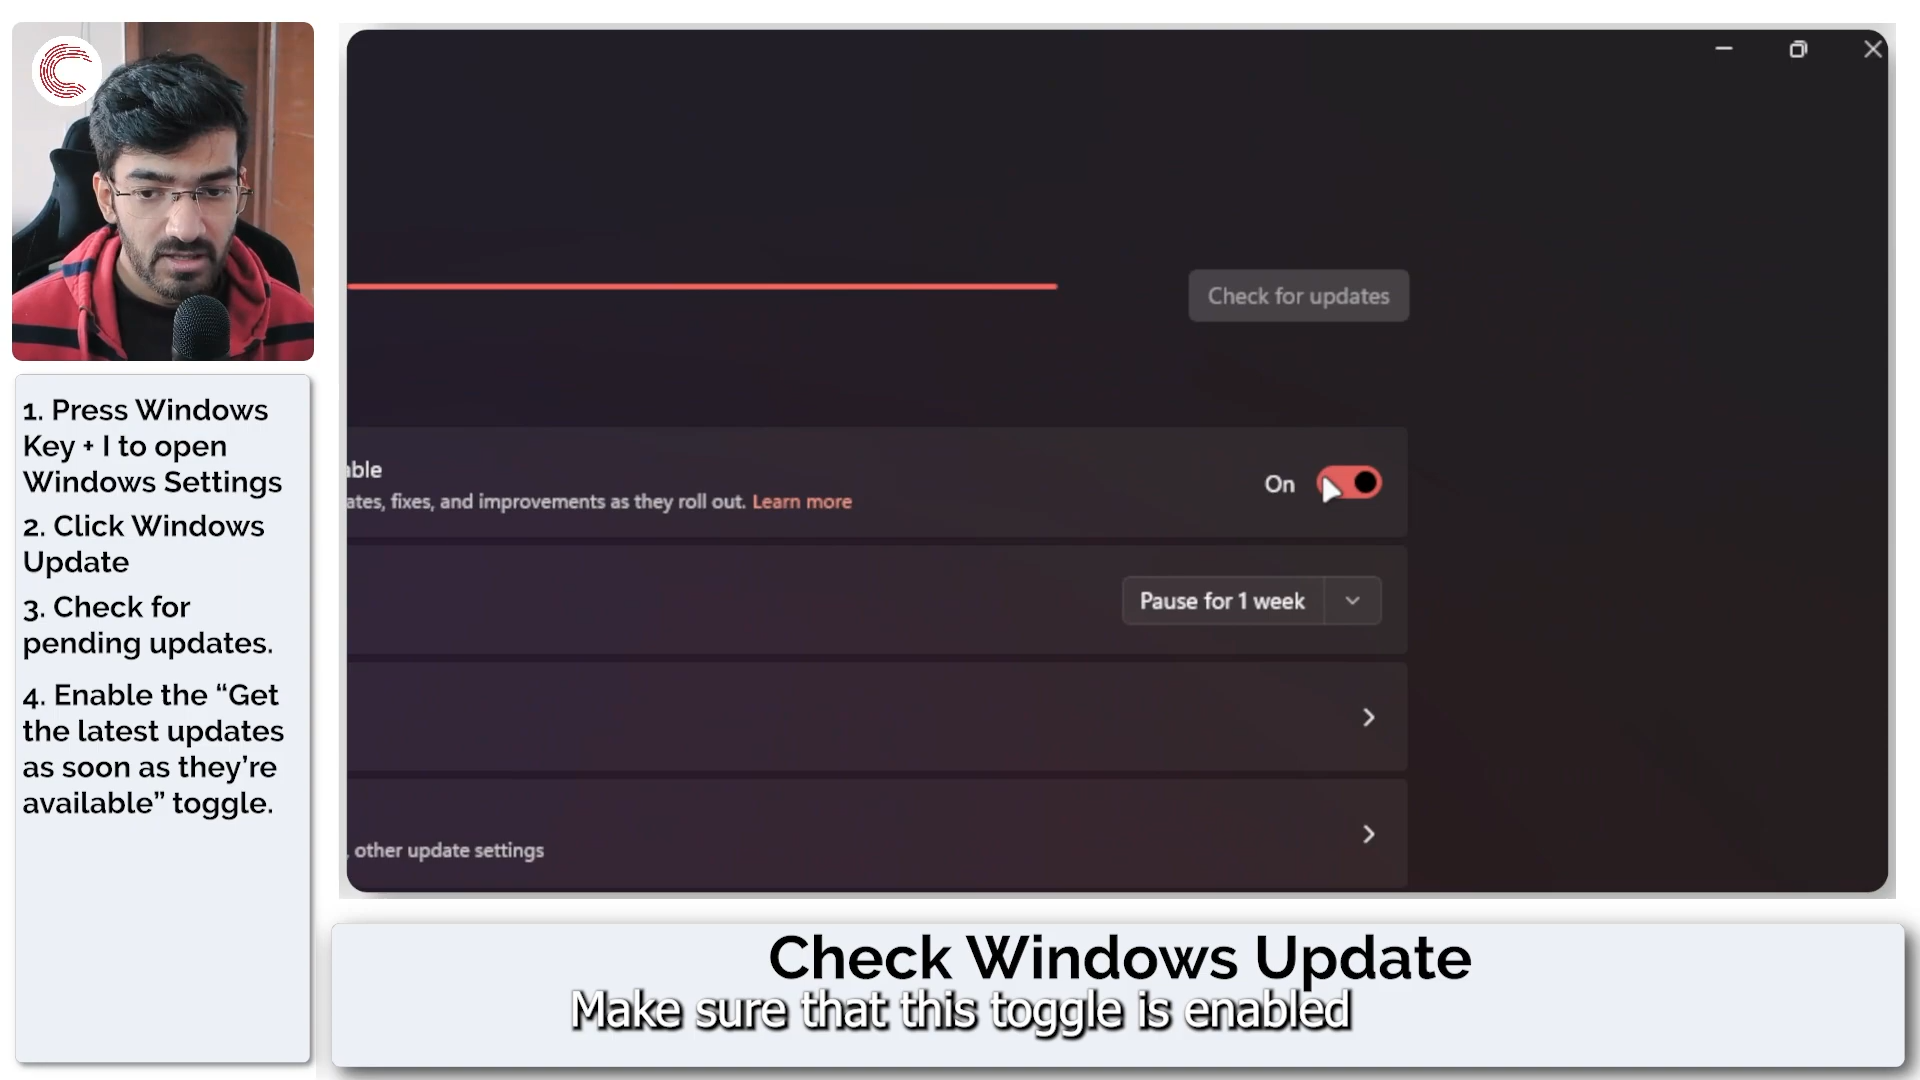 1. Press Windows
Key + I to open
Windows Settings
2. Click Windows
Update
3. Check for
pending updates.
4. Enable the “Get
the latest updates
as soon as they’re
available” toggle.
Check for updates
able
On
ates, fixes, and improvements as they roll out. Learn more
Pause for 1 week
, other update settings
Check Windows Update
Make sure that this toggle is enabled